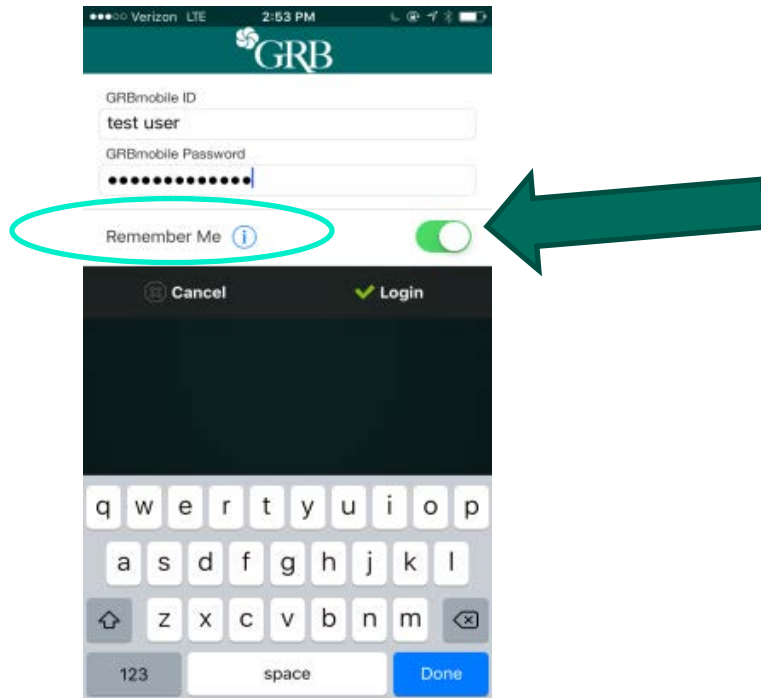 Verizon LTE 2:53 PM
GRB
GRBmobile ID
test user
GRBmobile Password
•••••••••••••
Remember Me i
Cancel Login
q w e r t y u i o p
a s d f g h j k l
z x c v b n m
123 space Done